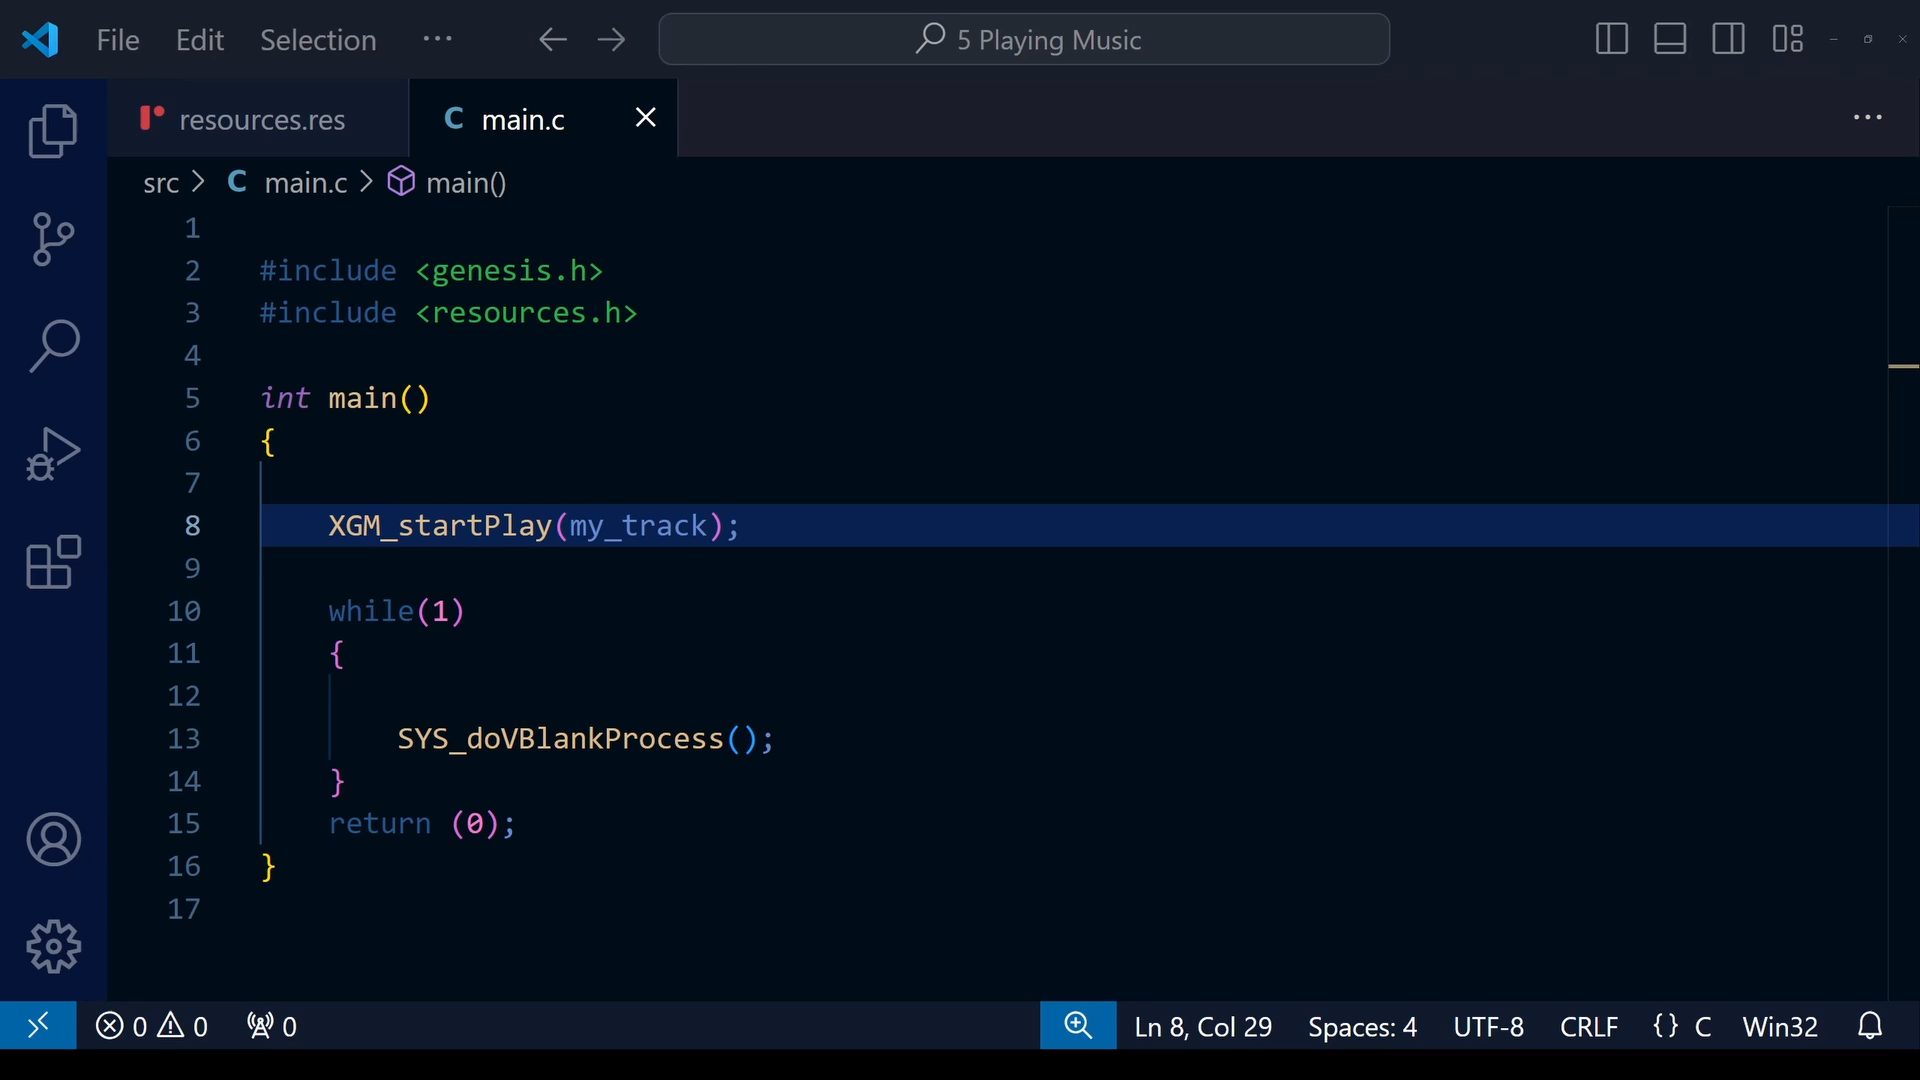 File Edit Selection ··· 5 Playing Music
resources.res C main.c
src > C main.c > main()
1
2 #include <genesis.h>
3 #include <resources.h>
4
5 int main()
6 {
7
8 XGM_startPlay(my_track);
9
10 while(1)
11 {
12
13 SYS_doVBlankProcess();
14 }
15 return (0);
16 }
17
0 0 0 Ln 8, Col 29 Spaces: 4 UTF-8 CRLF {} C Win32